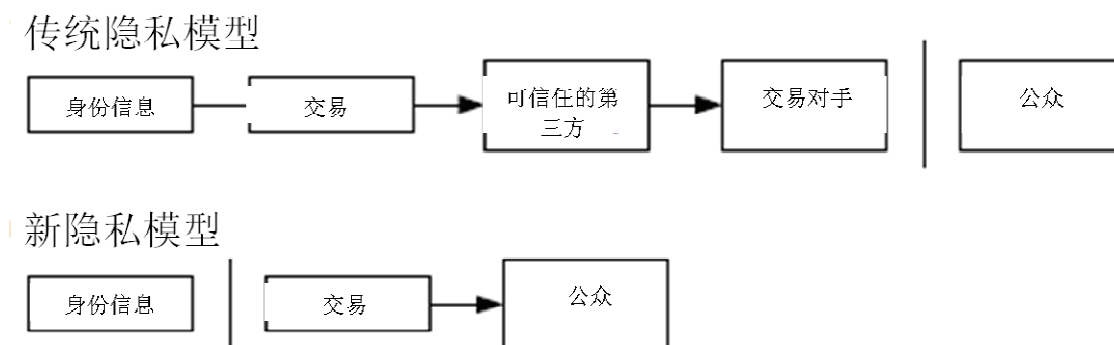 传统隐私模型
身份信息
交易
可信任的第
三方
交易对手
公众
新隐私模型
身份信息
交易
公众